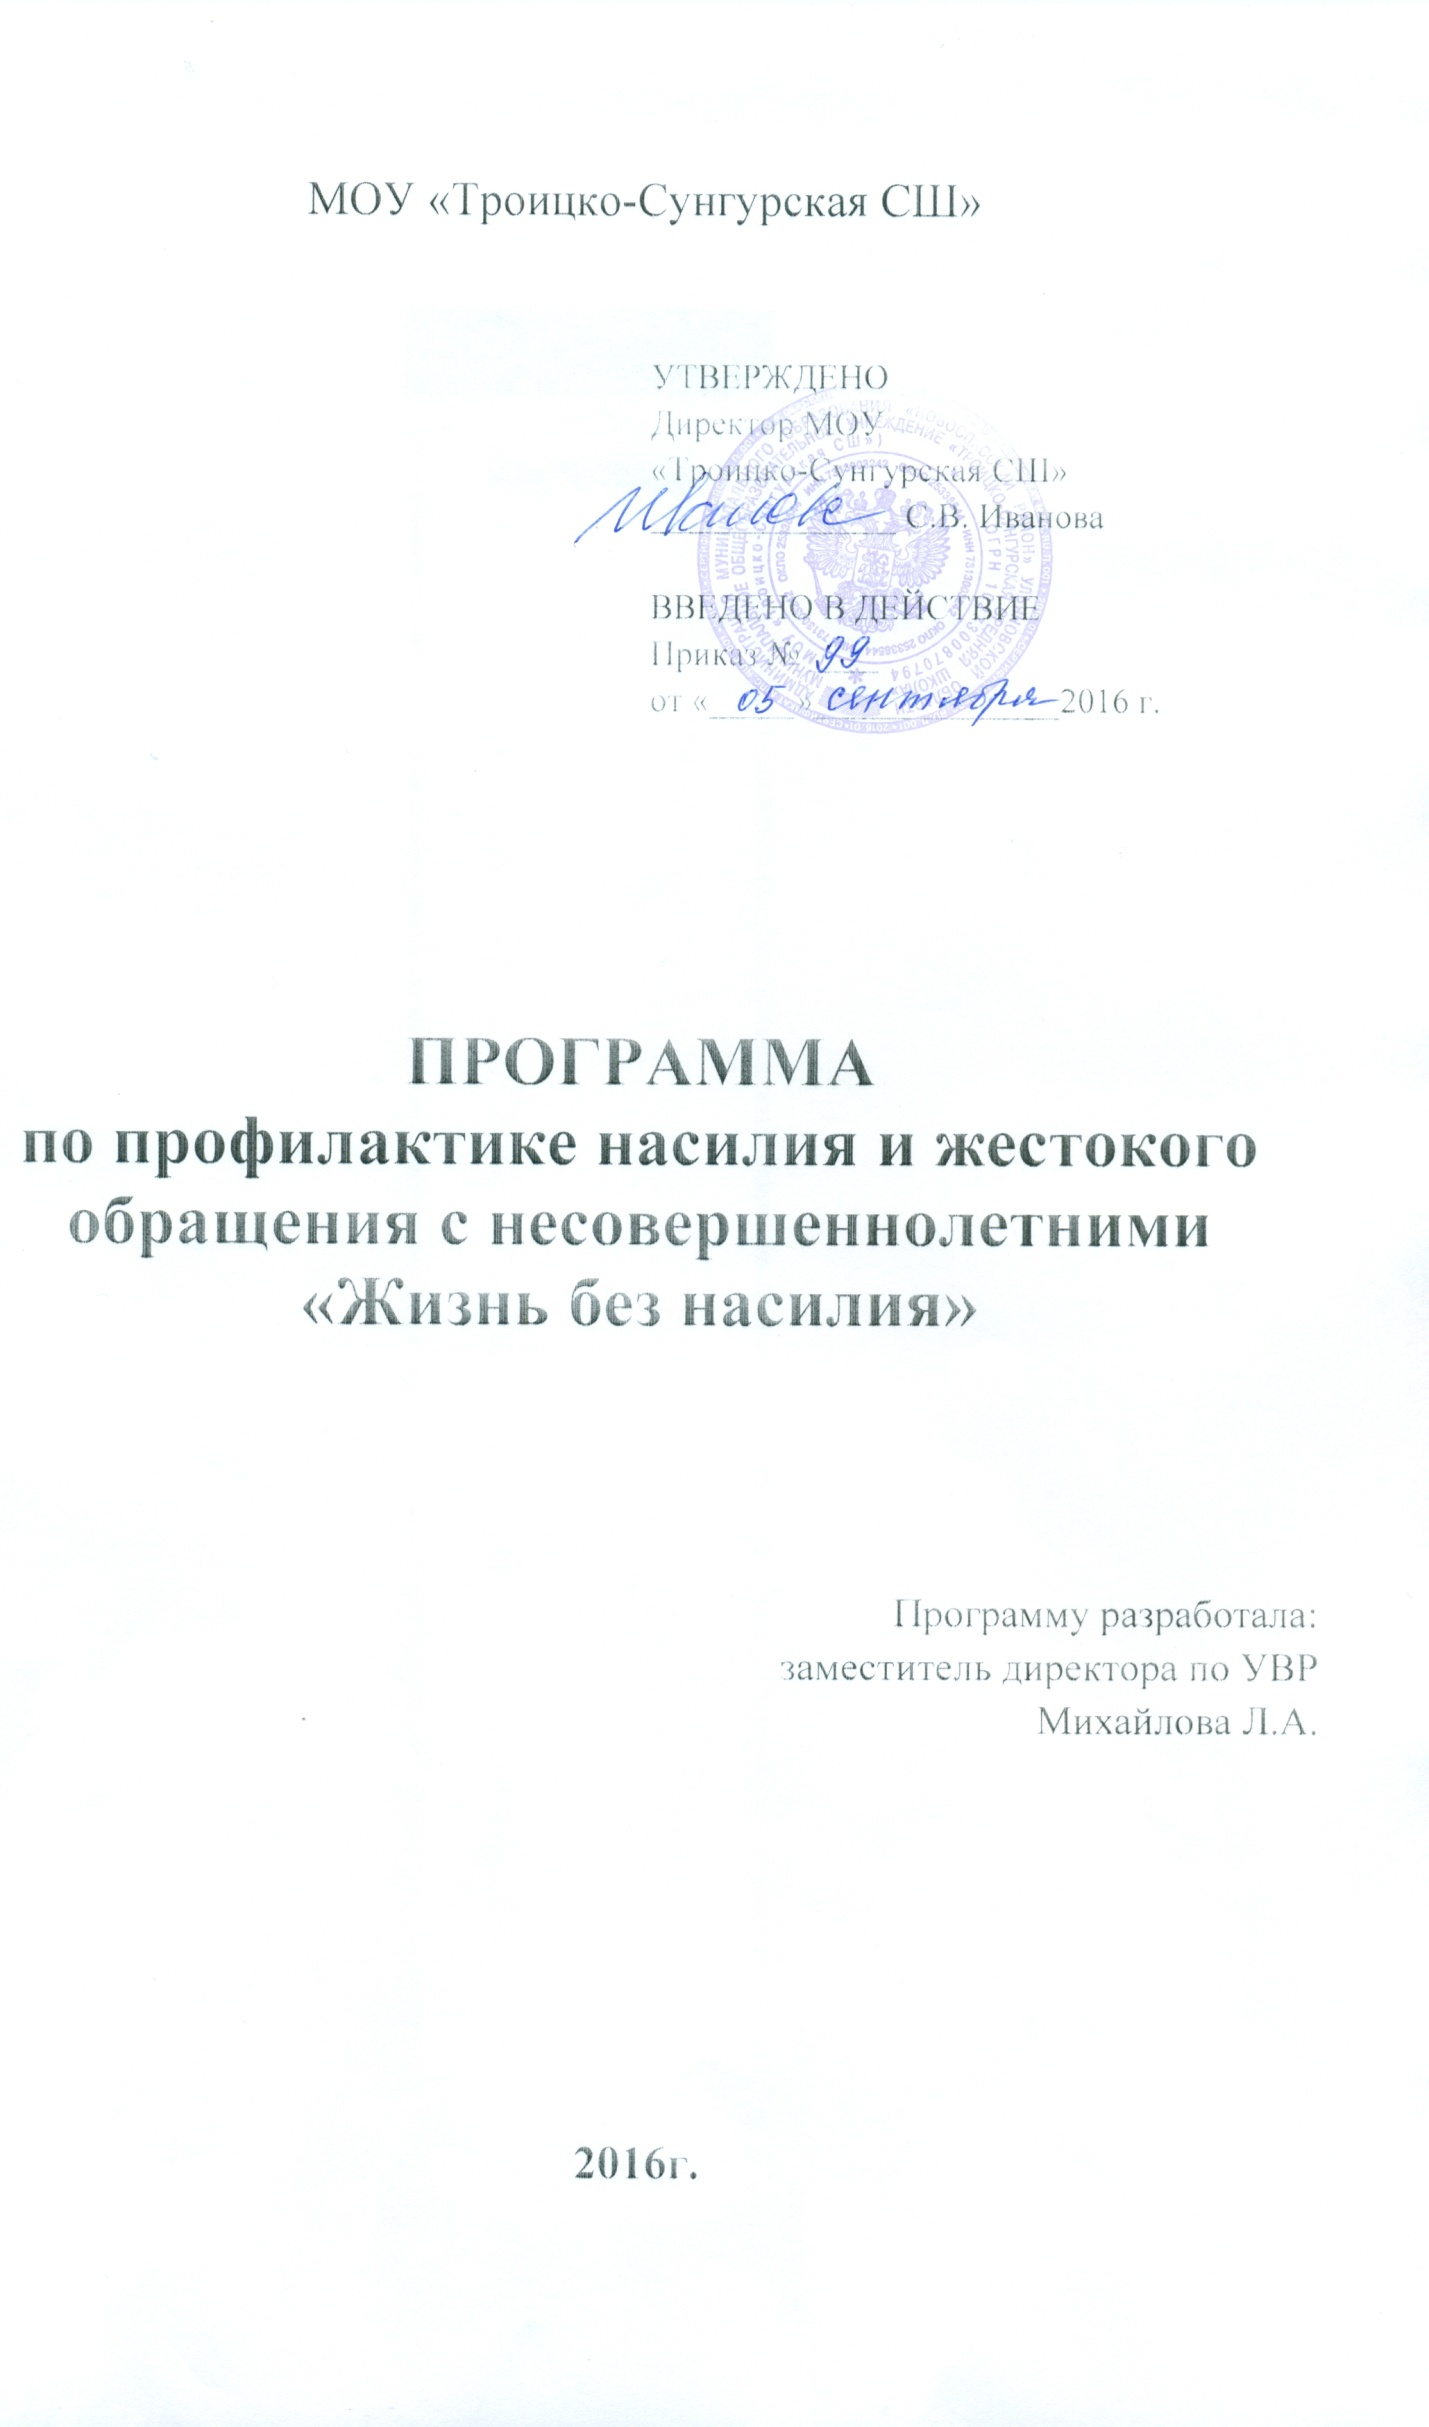 МОУ «Троицко-Сунгурская СШ»
УТВЕРЖДЕНО
Директор МОУ
«Троицко-Сунгурская СШ»
С.В. Иванова
ВВЕДЕНО В ДЕЙСТВИЕ
Приказ № 99
от « 05 » сентября 2016 г.
ПРОГРАММА
по профилактике насилия и жестокого
обращения с несовершеннолетними
«Жизнь без насилия»
Программу разработала:
заместитель директора по УВР
Михайлова Л.А.
2016г.